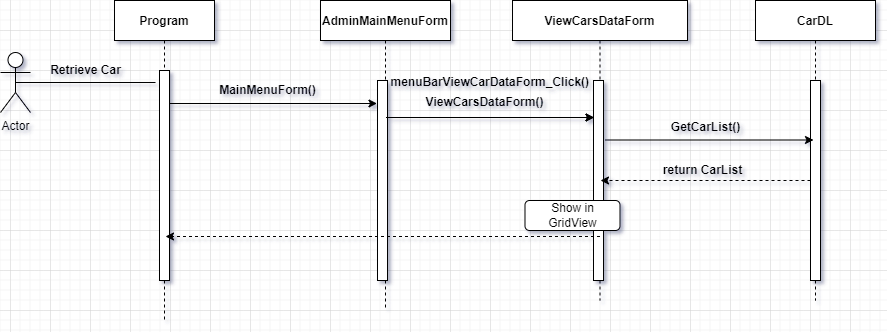 Program
AdminMainMenuForm
ViewCarsDataForm
CarDL
Retrieve Car
Actor
MainMenuForm()
menuBarViewCarDataForm_Click()
ViewCarsDataForm()
GetCarList()
return CarList
Show in
GridView